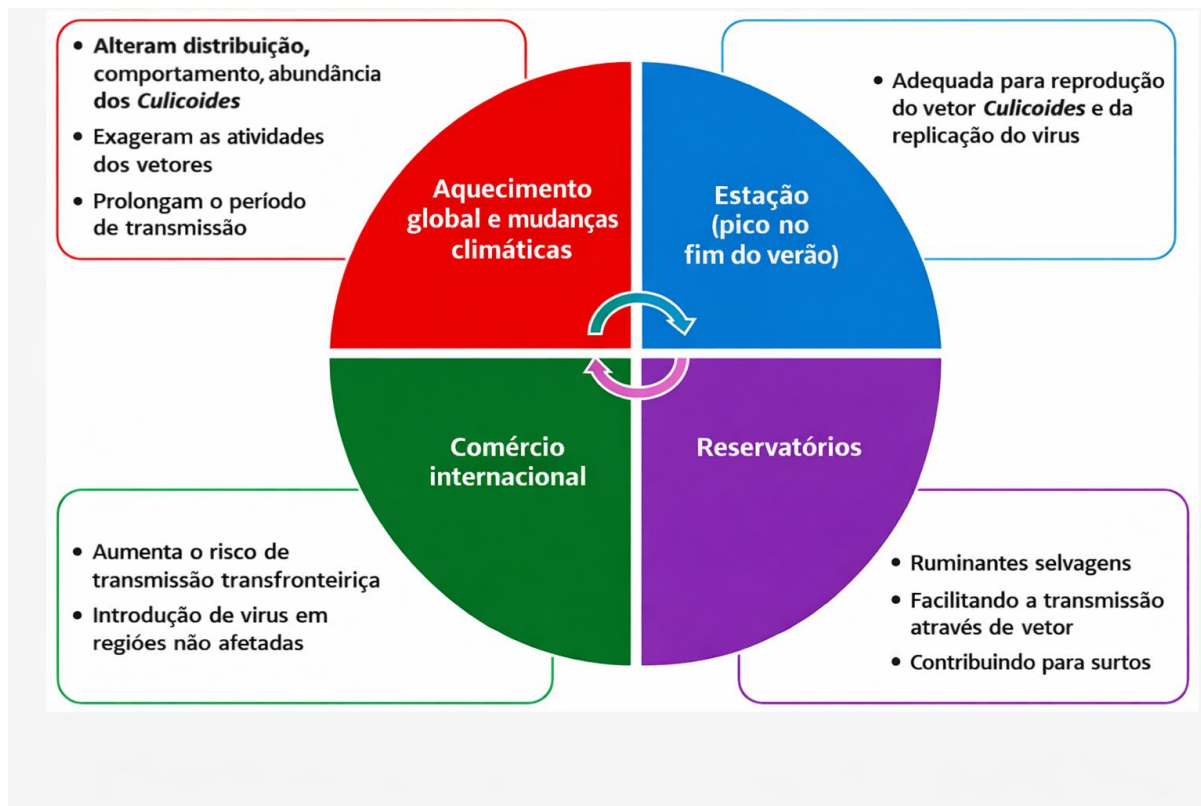 • Alteram distribuição,
comportamento, abundância
dos Culicoides
• Exageram as atividades
dos vetores
• Prolongam o período
de transmissão
• Adequada para reprodução
do vetor Culicoides e da
replicação do virus
Aquecimento
global e mudanças
climáticas
Estação
(pico no
fim do verão)
Comércio
internacional
Reservatórios
• Aumenta o risco de
transmissão transfronteiriça
• Introdução de virus em
regióes não afetadas
• Ruminantes selvagens
• Facilitando a transmissão
através de vetor
• Contribuindo para surtos